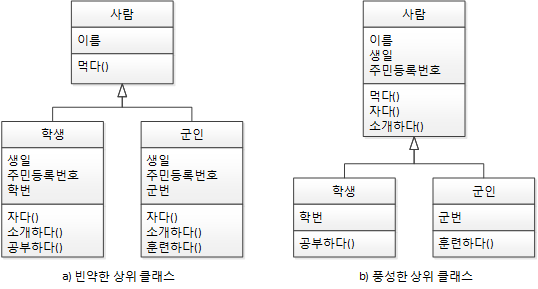 사람
이름
먹다()
학생
생일
주민등록번호
학번
자다()
소개하다()
공부하다()
군인
생일
주민등록번호
군번
자다()
소개하다()
훈련하다()
a) 빈약한 상위 클래스
사람
이름
생일
주민등록번호
먹다()
자다()
소개하다()
학생
학번
공부하다()
군인
군번
훈련하다()
b) 풍성한 상위 클래스